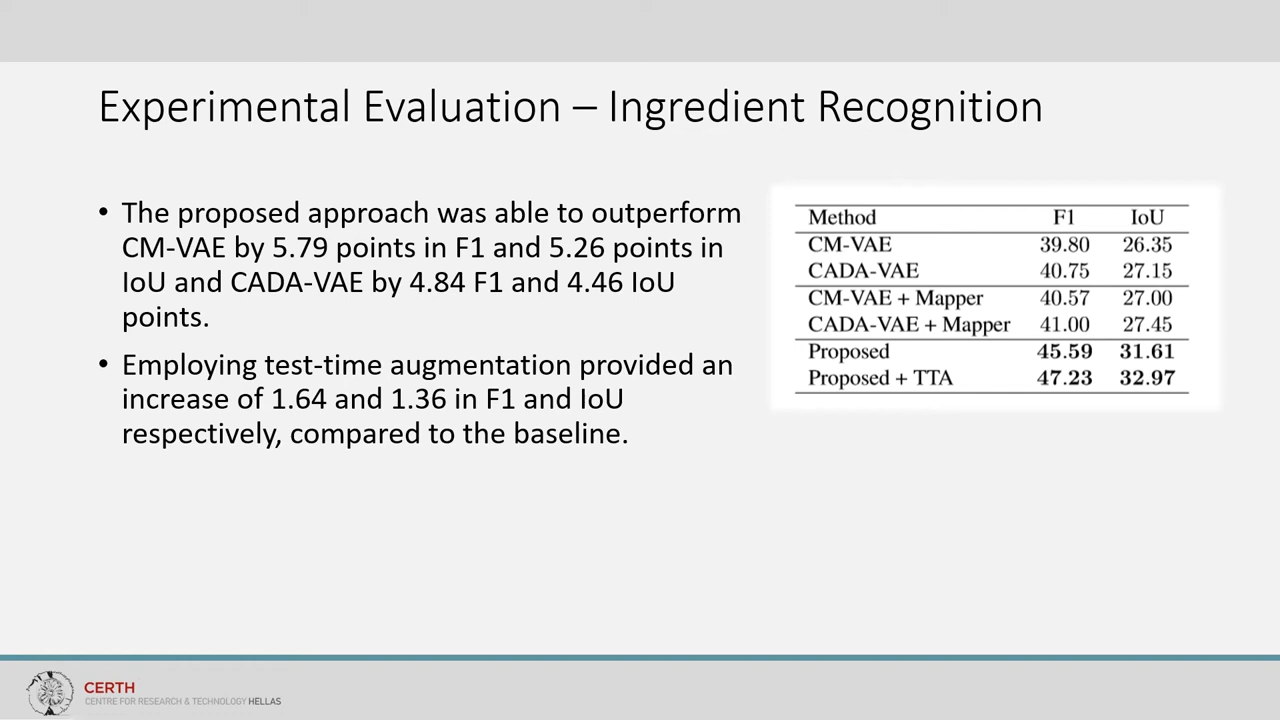 Experimental Evaluation – Ingredient Recognition
• The proposed approach was able to outperform
CM-VAE by 5.79 points in F1 and 5.26 points in
IoU and CADA-VAE by 4.84 F1 and 4.46 IoU
points.
• Employing test-time augmentation provided an
increase of 1.64 and 1.36 in F1 and IoU
respectively, compared to the baseline.
Method F1 IoU
CM-VAE 39.80 26.35
CADA-VAE 40.75 27.15
CM-VAE + Mapper 40.57 27.00
CADA-VAE + Mapper 41.00 27.45
Proposed 45.59 31.61
Proposed + TTA 47.23 32.97
CERTH
CENTRE FOR RESEARCH & TECHNOLOGY HELLAS